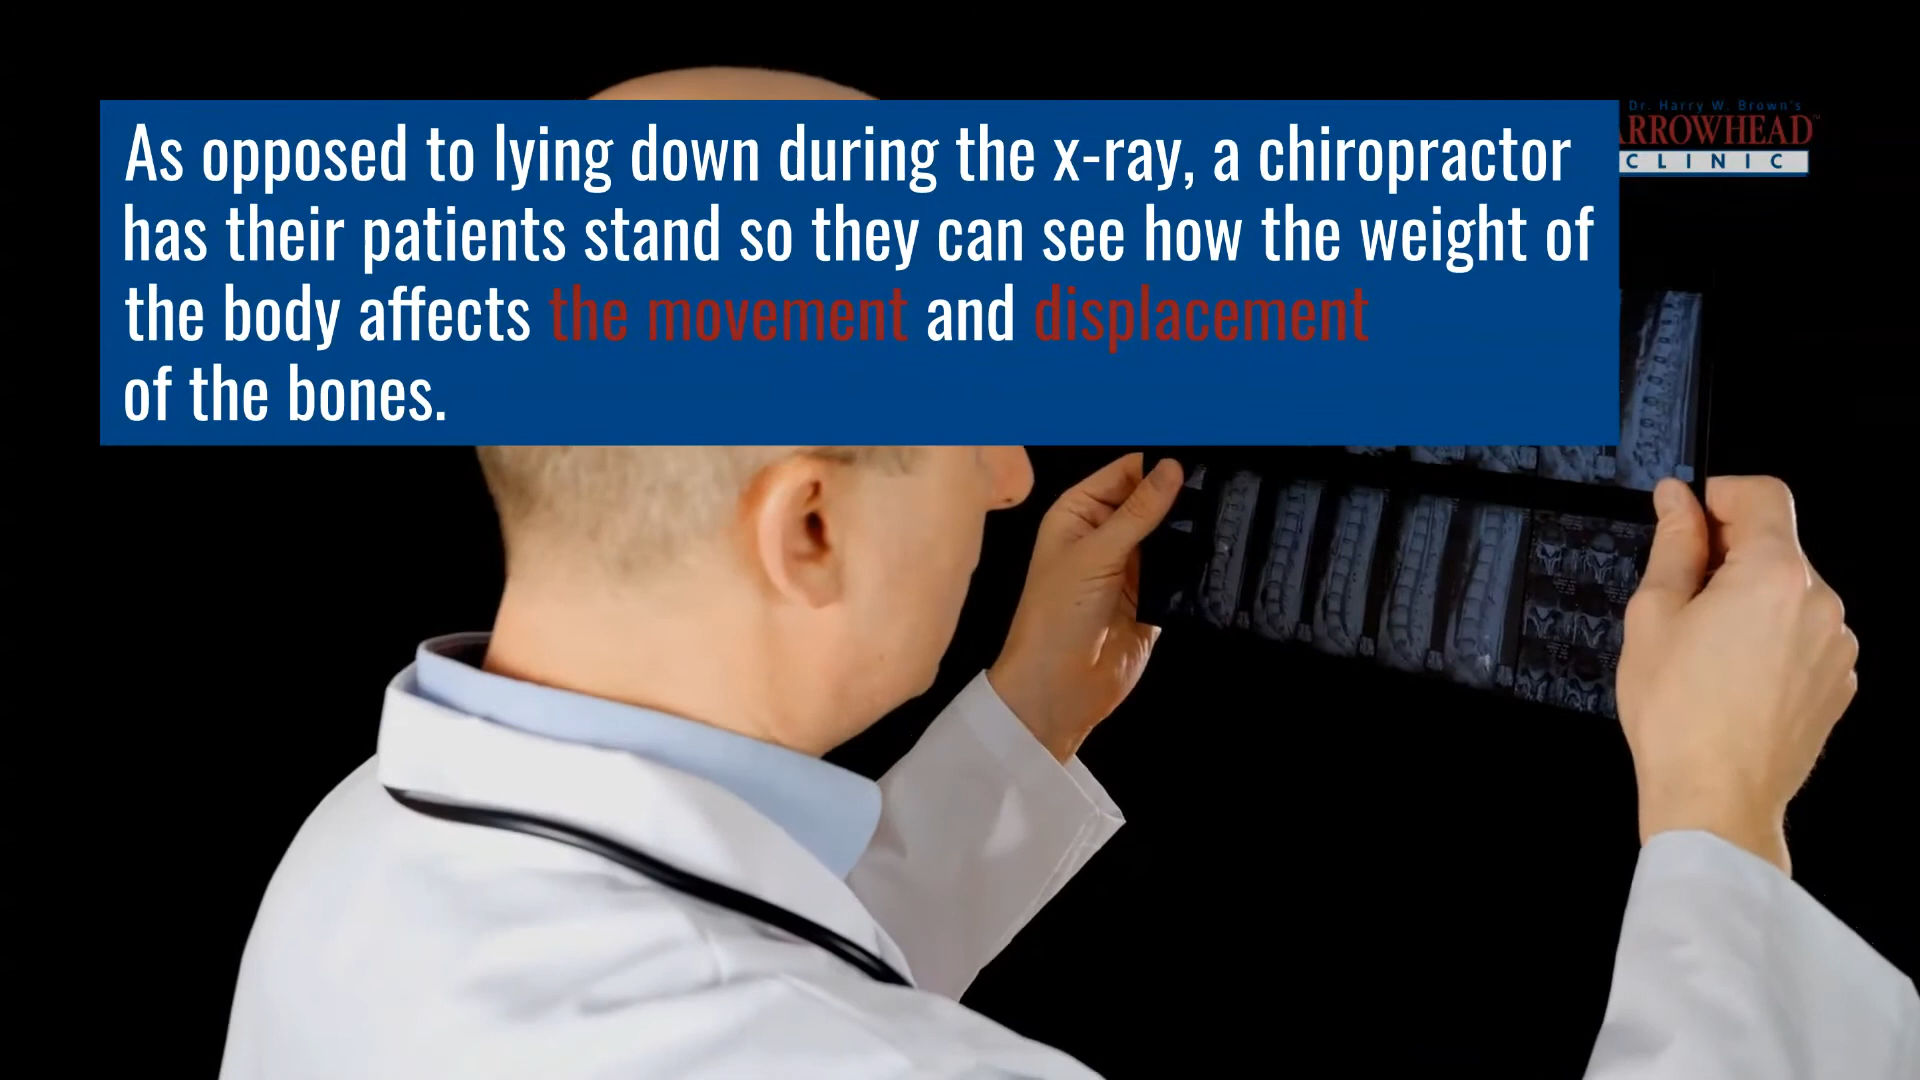 As opposed to lying down during the x-ray, a chiropractor
has their patients stand so they can see how the weight of
the body affects the movement and displacement
of the bones.
Dr. Harry W. Brown's
ARROWHEAD
CLINIC